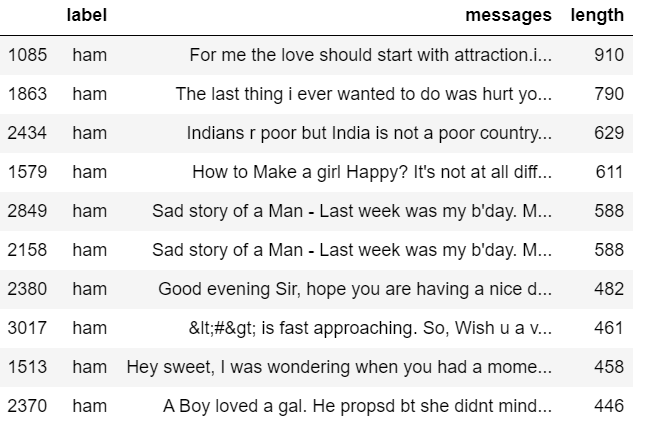 label messages length
1085 ham For me the love should start with attraction.i... 910
1863 ham The last thing i ever wanted to do was hurt yo... 790
2434 ham Indians r poor but India is not a poor country... 629
1579 ham How to Make a girl Happy? It's not at all diff... 611
2849 ham Sad story of a Man - Last week was my b'day. M... 588
2158 ham Sad story of a Man - Last week was my b'day. M... 588
2380 ham Good evening Sir, hope you are having a nice d... 482
3017 ham &lt;#&gt; is fast approaching. So, Wish u a v... 461
1513 ham Hey sweet, I was wondering when you had a mome... 458
2370 ham A Boy loved a gal. He propsd bt she didnt mind... 446